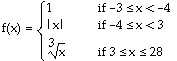 f(x) = { 1 if -3 ≤ x < -4
|x| if -4 ≤ x < 3
∛x if 3 ≤ x ≤ 28